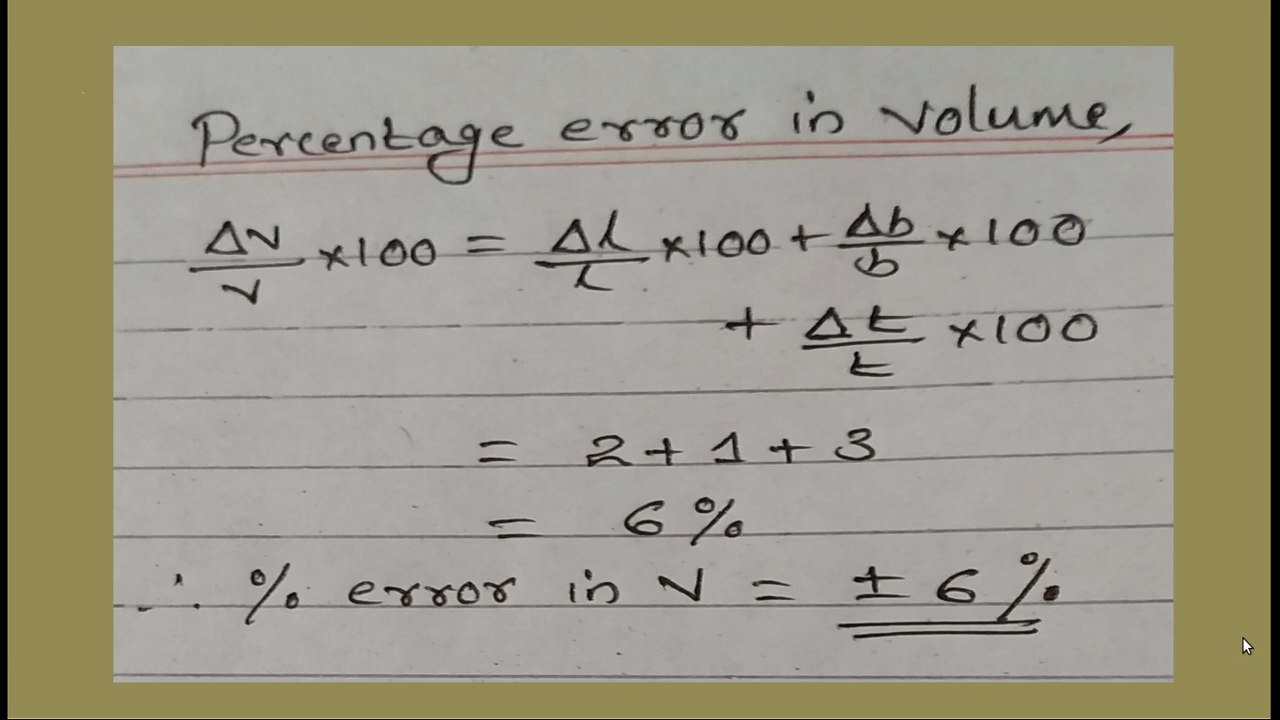 Percentage error in volume,
ΔV/V ×100 = Δl/l ×100 + Δb/b ×100
+ Δt/t ×100
= 2 + 1 + 3
= 6 %
∴ % error in V = ± 6 %